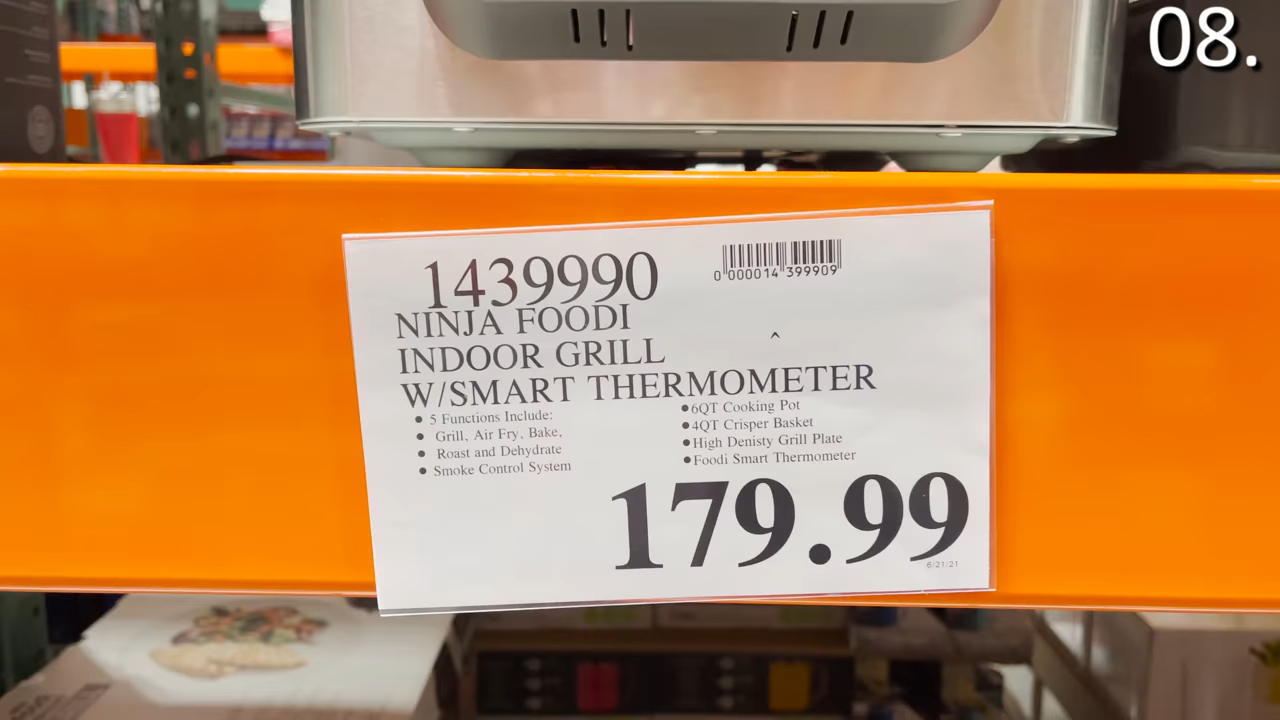 08.
1439990
0 000014 399909
NINJA FOODI
^
INDOOR GRILL
W/SMART THERMOMETER
• 5 Functions Include:
• Grill, Air Fry, Bake,
• Roast and Dehydrate
• Smoke Control System
•6QT Cooking Pot
•4QT Crisper Basket
•High Denisty Grill Plate
•Foodi Smart Thermometer
179.99
6/21/21